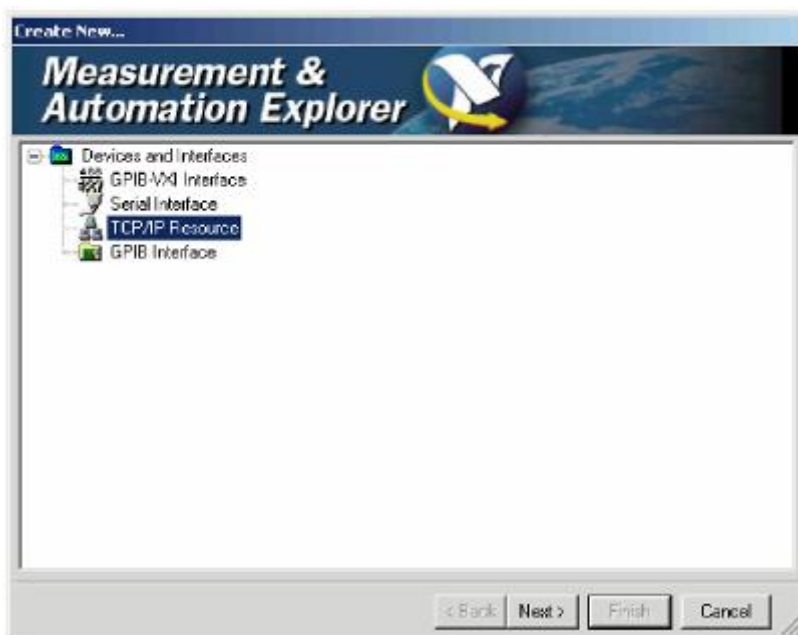 Create New...
Measurement &
Automation Explorer
Devices and Interfaces
GPIB-VXI Interface
Serial Interface
TCP/IP Resource
GPIB Interface
< Back Next > Finish Cancel